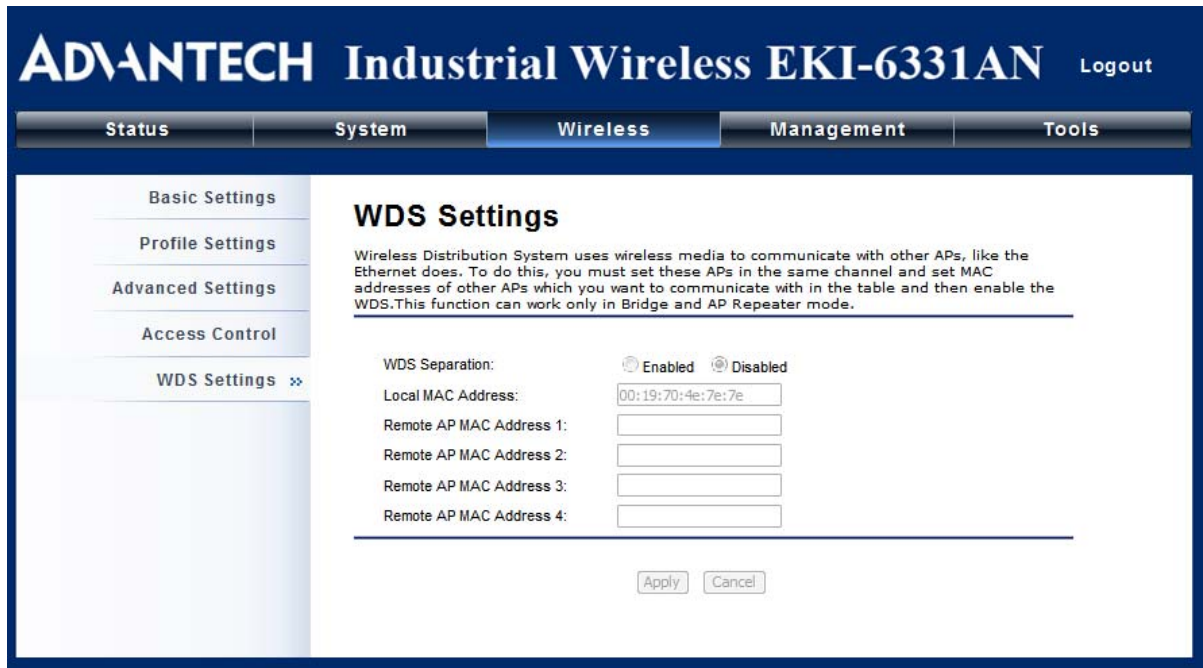 ADVANTECH Industrial Wireless EKI-6331AN Logout
Status System Wireless Management Tools
Basic Settings
Profile Settings
Advanced Settings
Access Control
WDS Settings »
WDS Settings
Wireless Distribution System uses wireless media to communicate with other APs, like the
Ethernet does. To do this, you must set these APs in the same channel and set MAC
addresses of other APs which you want to communicate with in the table and then enable the
WDS.This function can work only in Bridge and AP Repeater mode.
WDS Separation: Enabled Disabled
Local MAC Address: 00:19:70:4e:7e:7e
Remote AP MAC Address 1:
Remote AP MAC Address 2:
Remote AP MAC Address 3:
Remote AP MAC Address 4:
Apply Cancel